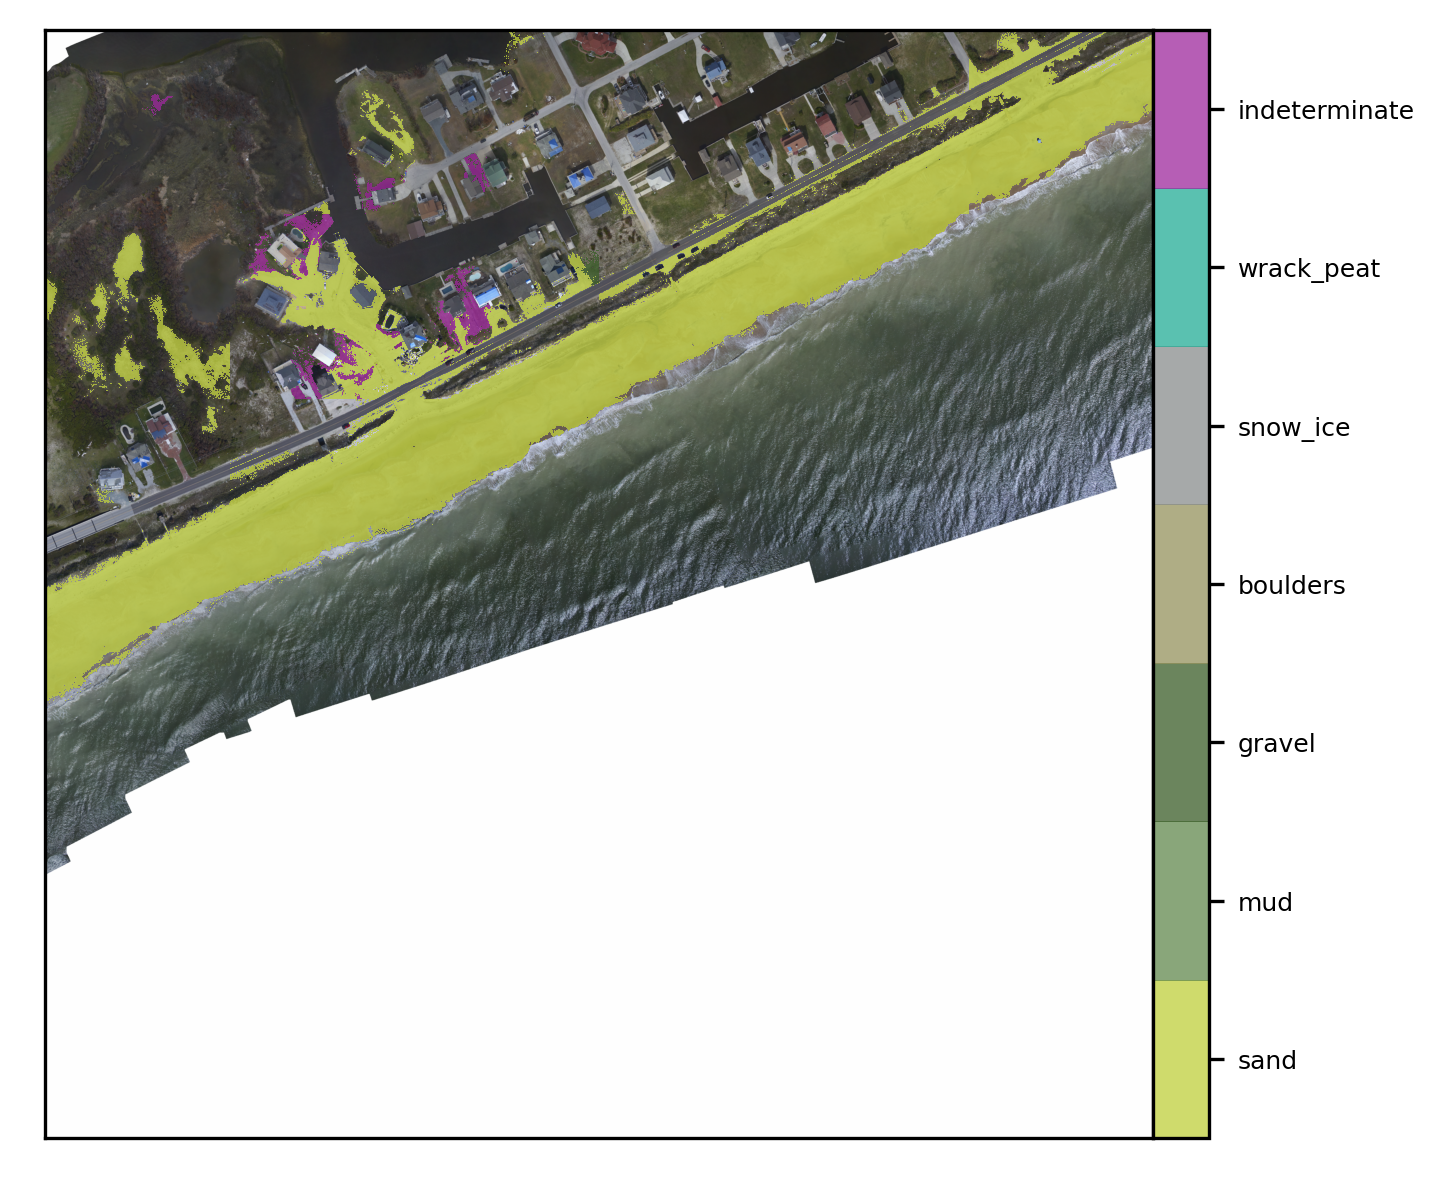 indeterminate
wrack_peat
snow_ice
boulders
gravel
mud
sand